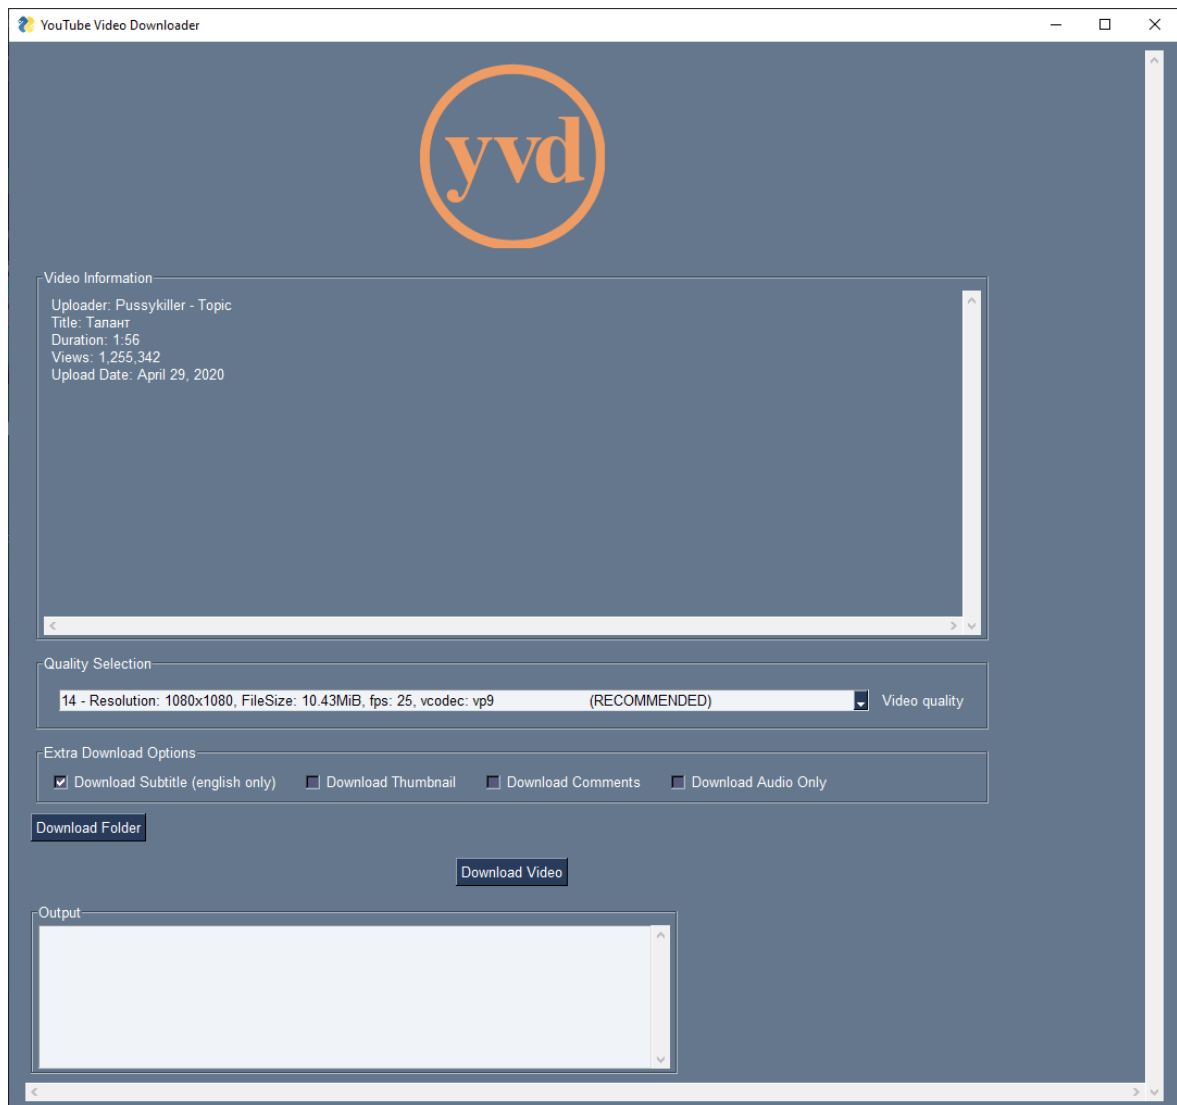 YouTube Video Downloader
yvd
Video Information
Uploader: Pussykiller - Topic
Title: Талант
Duration: 1:56
Views: 1,255,342
Upload Date: April 29, 2020
Quality Selection
14 - Resolution: 1080x1080, FileSize: 10.43MiB, fps: 25, vcodec: vp9 (RECOMMENDED) Video quality
Extra Download Options
Download Subtitle (english only) Download Thumbnail Download Comments Download Audio Only
Download Folder
Download Video
Output